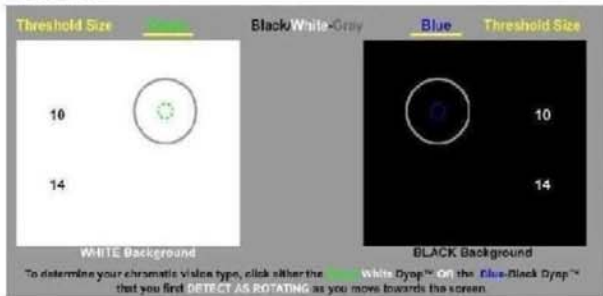 Threshold Size Green Black/White-Gray Blue Threshold Size
10 10
14 14
WHITE Background BLACK Background
To determine your chromatic vision type, click either the Green White Dyop™ OR the Blue-Black Dyop™
that you first DETECT AS ROTATING as you move towards the screen.